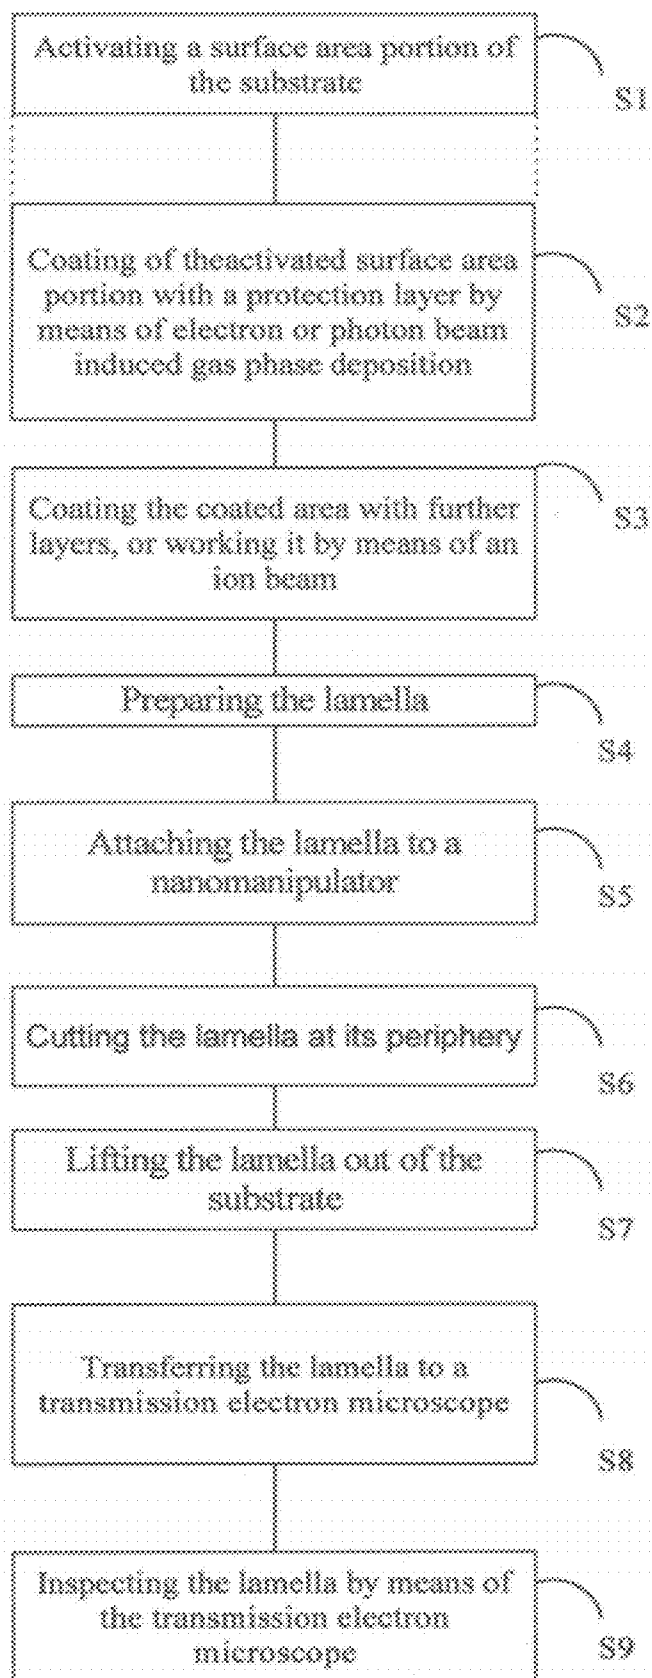 Activating a surface area portion of
the substrate
S1
Coating of theactivated surface area
portion with a protection layer by
means of electron or photon beam
induced gas phase deposition
S2
Coating the coated area with further
layers, or working it by means of an
ion beam
S3
Preparing the lamella
S4
Attaching the lamella to a
nanomanipulator
S5
Cutting the lamella at its periphery
S6
Lifting the lamella out of the
substrate
S7
Transferring the lamella to a
transmission electron microscope
S8
Inspecting the lamella by means of
the transmission electron
microscope
S9